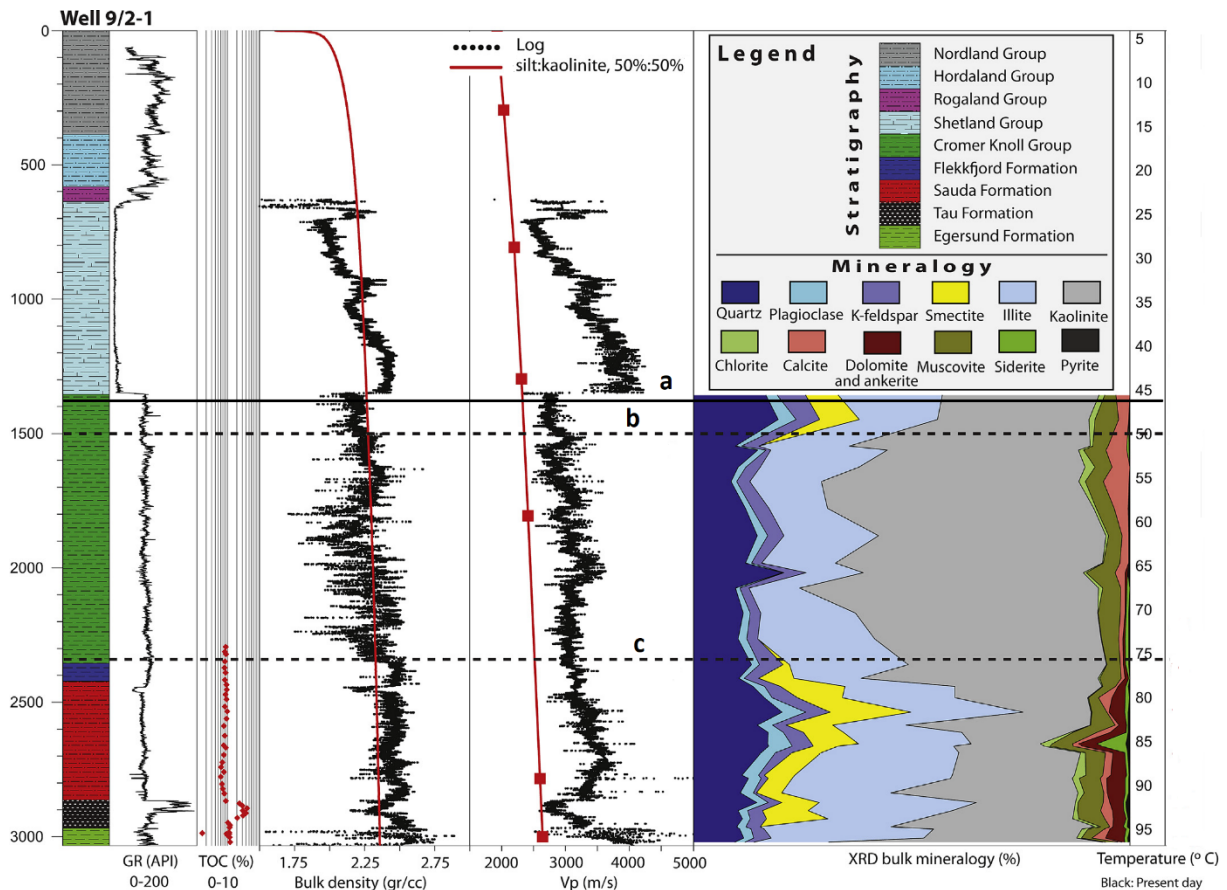 Well 9/2-1
0
500
1000
1500
2000
2500
3000
GR (API)
0-200
TOC (%)
0-10
Log
silt:kaolinite, 50%:50%
1.75
2.25
2.75
Bulk density (gr/cc)
2000
3000
4000
5000
Vp (m/s)
a
b
c
Legend
Stratigraphy
Nordland Group
Hordaland Group
Rogaland Group
Shetland Group
Cromer Knoll Group
Flekkfjord Formation
Sauda Formation
Tau Formation
Egersund Formation
Mineralogy
Quartz
Plagioclase
K-feldspar
Smectite
Illite
Kaolinite
Chlorite
Calcite
Dolomite
and ankerite
Muscovite
Siderite
Pyrite
XRD bulk mineralogy (%)
5
10
15
20
25
30
35
40
45
50
55
60
65
70
75
80
85
90
95
Temperature (º C)
Black: Present day